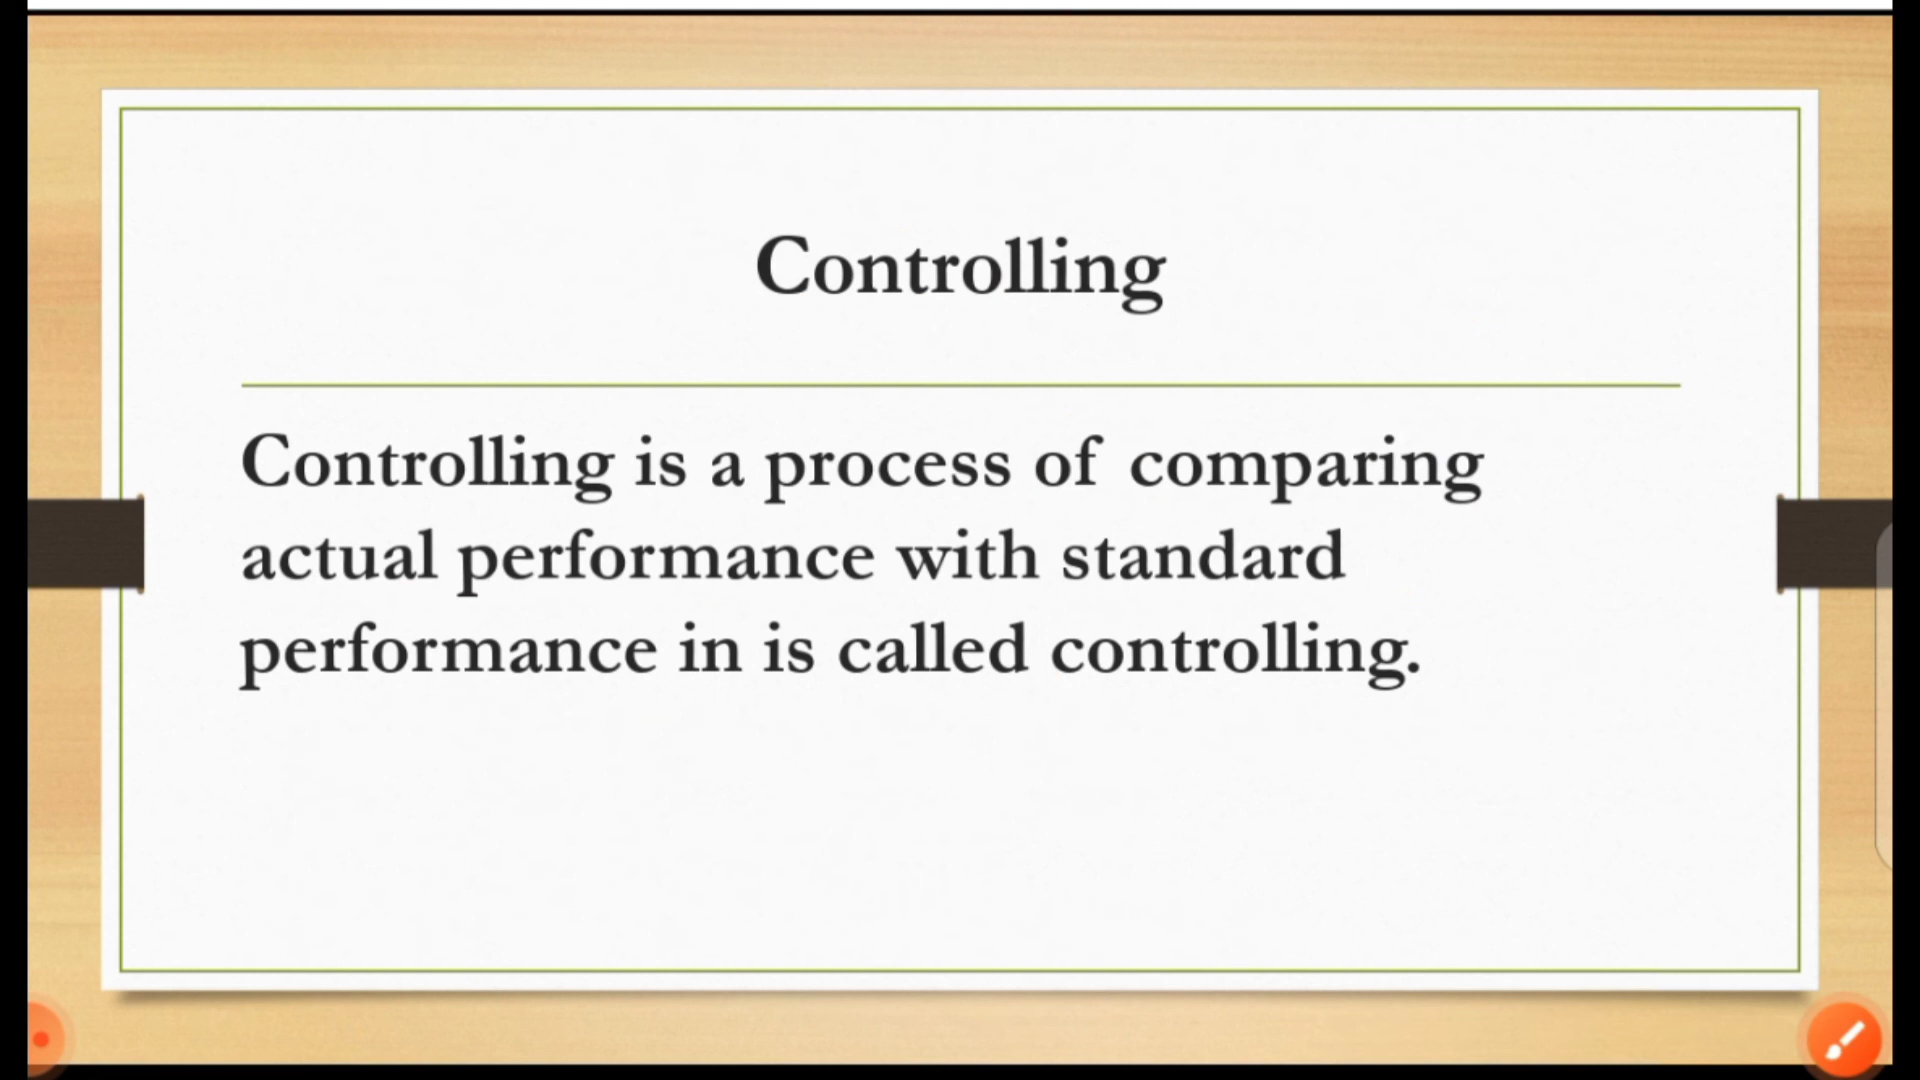 Controlling
Controlling is a process of comparing
actual performance with standard
performance in is called controlling.